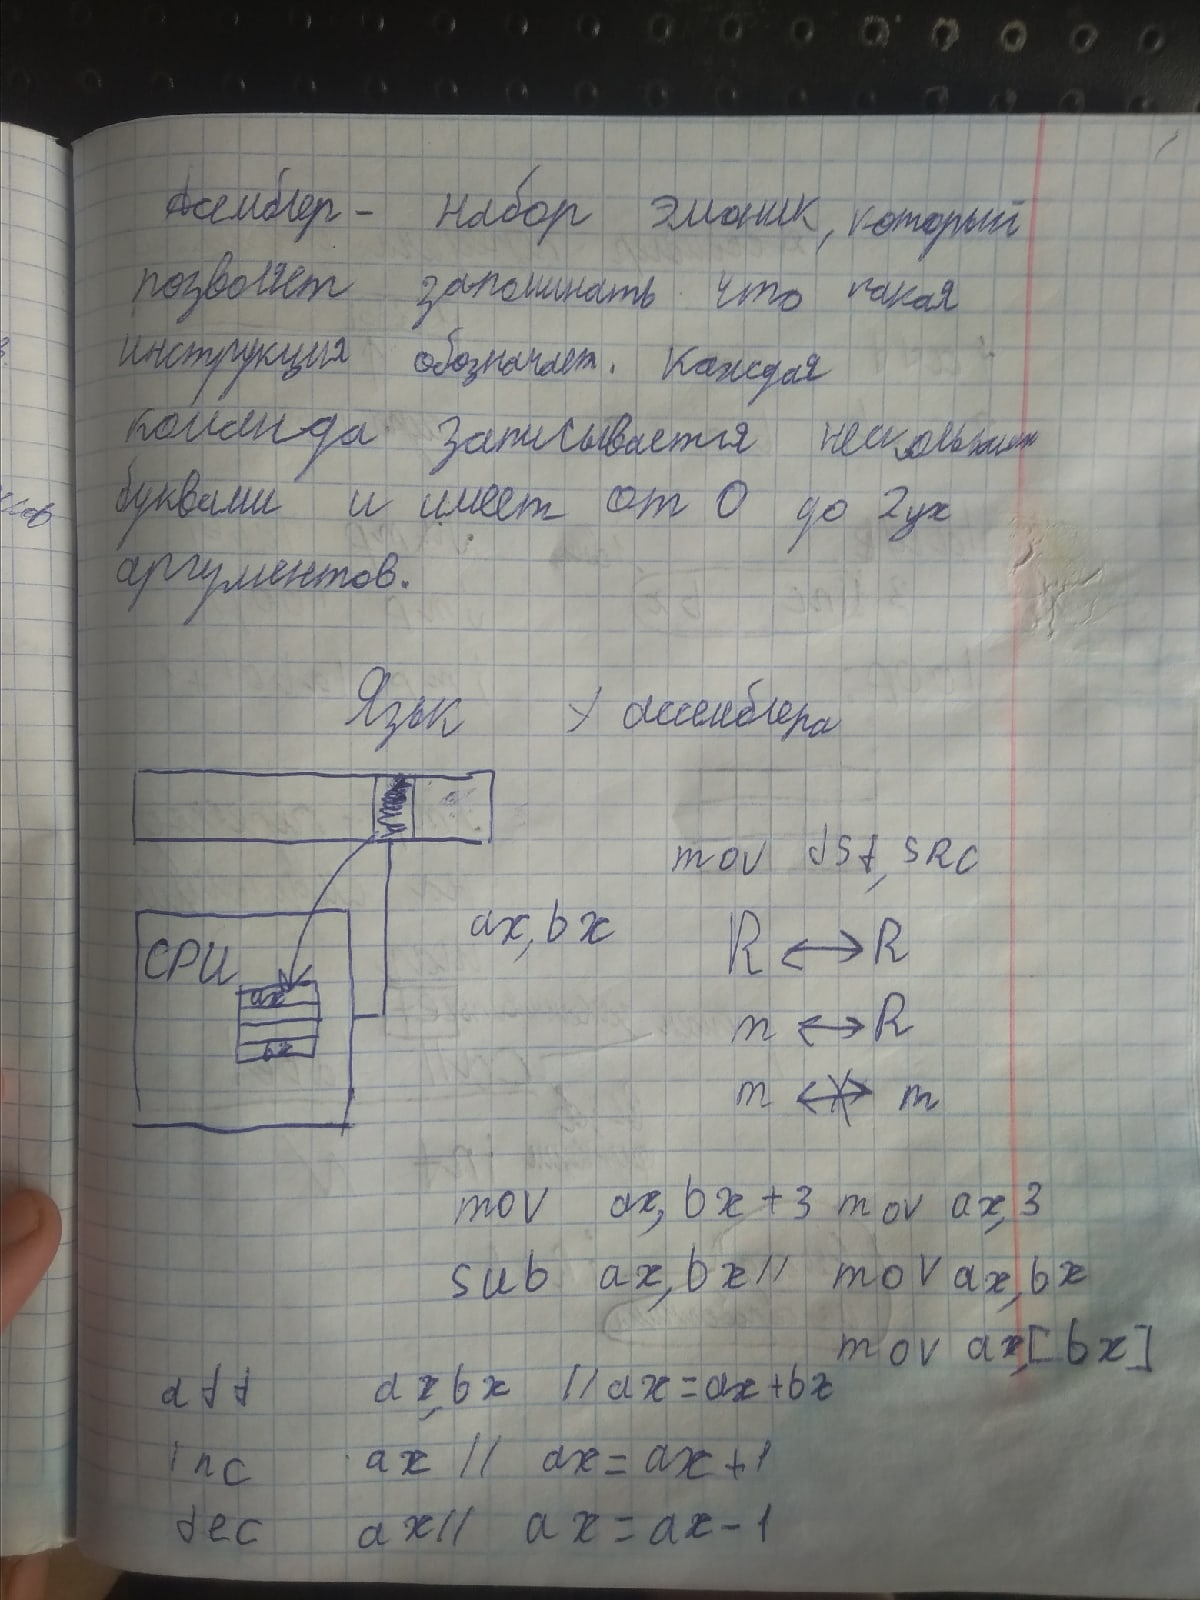 Асемблер - набор эмоник, который
позволяет запоминать что какая
инструкция обозначает. Каждая
команда записывается несколькими
буквами и имеет от 0 до 2ух
аргументов.
Язык У ассемблера
mov dst, SRC
ax, bx
R ↔ R
CPU
ax
m ↔ R
bx
m ↔ m
mov ax, bx + 3 mov ax, 3
sub ax, bx // mov ax, bx
mov ax, [bx]
add ax, bx // ax = ax + bx
inc ax // ax = ax + 1
dec ax // ax = ax - 1